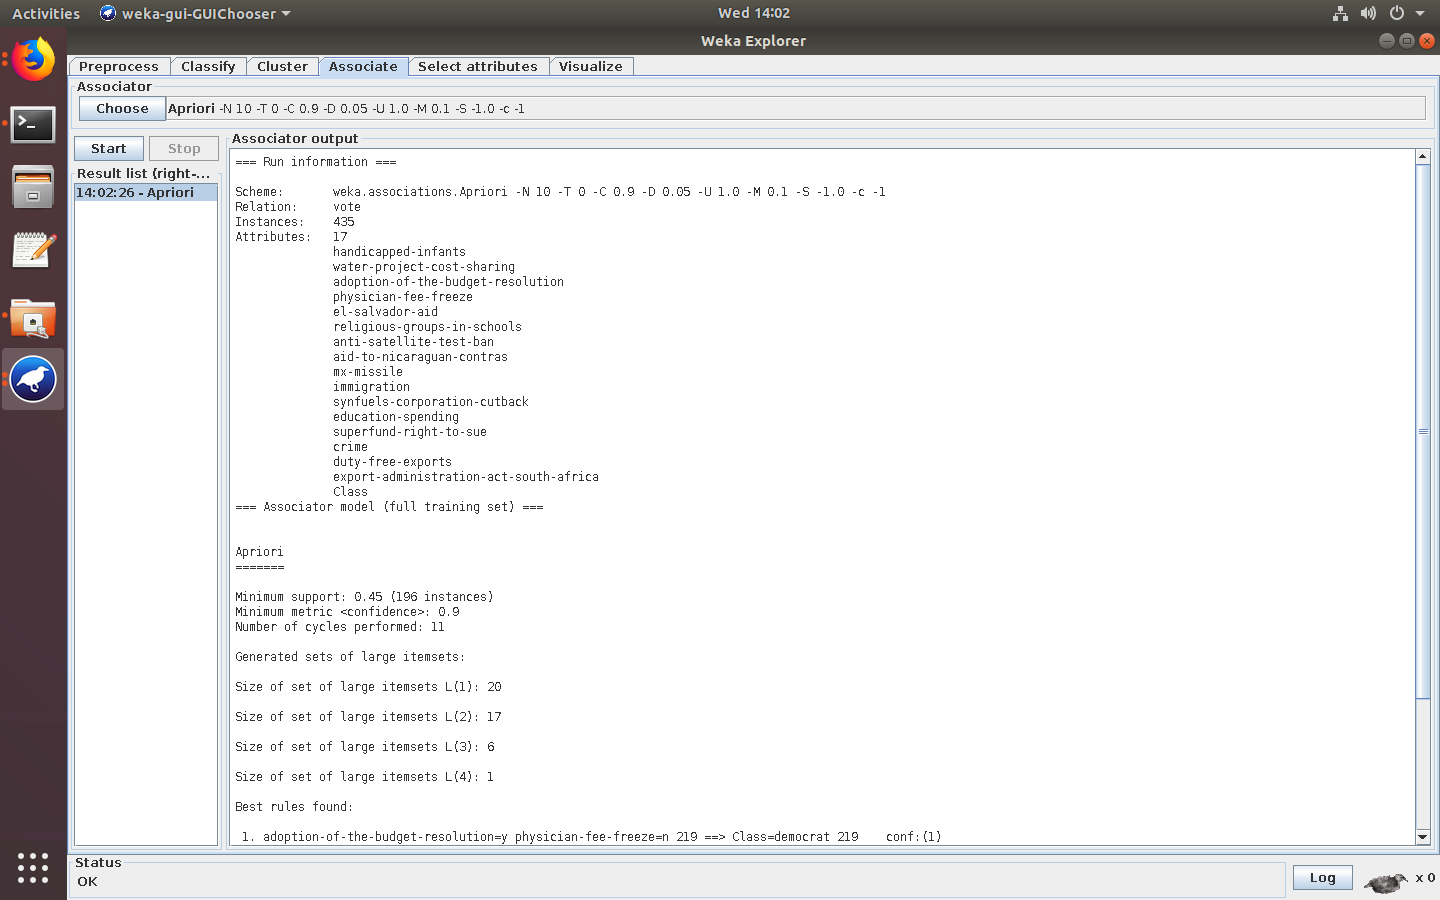 Activities weka-gui-GUIChooser Wed 14:02
Weka Explorer
Preprocess Classify Cluster Associate Select attributes Visualize
Associator
Choose Apriori -N 10 -T 0 -C 0.9 -D 0.05 -U 1.0 -M 0.1 -S -1.0 -c -1
Start Stop
Result list (right-...
14:02:26 - Apriori
Associator output
=== Run information ===
Scheme: weka.associations.Apriori -N 10 -T 0 -C 0.9 -D 0.05 -U 1.0 -M 0.1 -S -1.0 -c -1
Relation: vote
Instances: 435
Attributes: 17
handicapped-infants
water-project-cost-sharing
adoption-of-the-budget-resolution
physician-fee-freeze
el-salvador-aid
religious-groups-in-schools
anti-satellite-test-ban
aid-to-nicaraguan-contras
mx-missile
immigration
synfuels-corporation-cutback
education-spending
superfund-right-to-sue
crime
duty-free-exports
export-administration-act-south-africa
Class
=== Associator model (full training set) ===
Apriori
=======
Minimum support: 0.45 (196 instances)
Minimum metric <confidence>: 0.9
Number of cycles performed: 11
Generated sets of large itemsets:
Size of set of large itemsets L(1): 20
Size of set of large itemsets L(2): 17
Size of set of large itemsets L(3): 6
Size of set of large itemsets L(4): 1
Best rules found:
1. adoption-of-the-budget-resolution=y physician-fee-freeze=n 219 ==> Class=democrat 219 conf:(1)
Status
OK
Log x 0